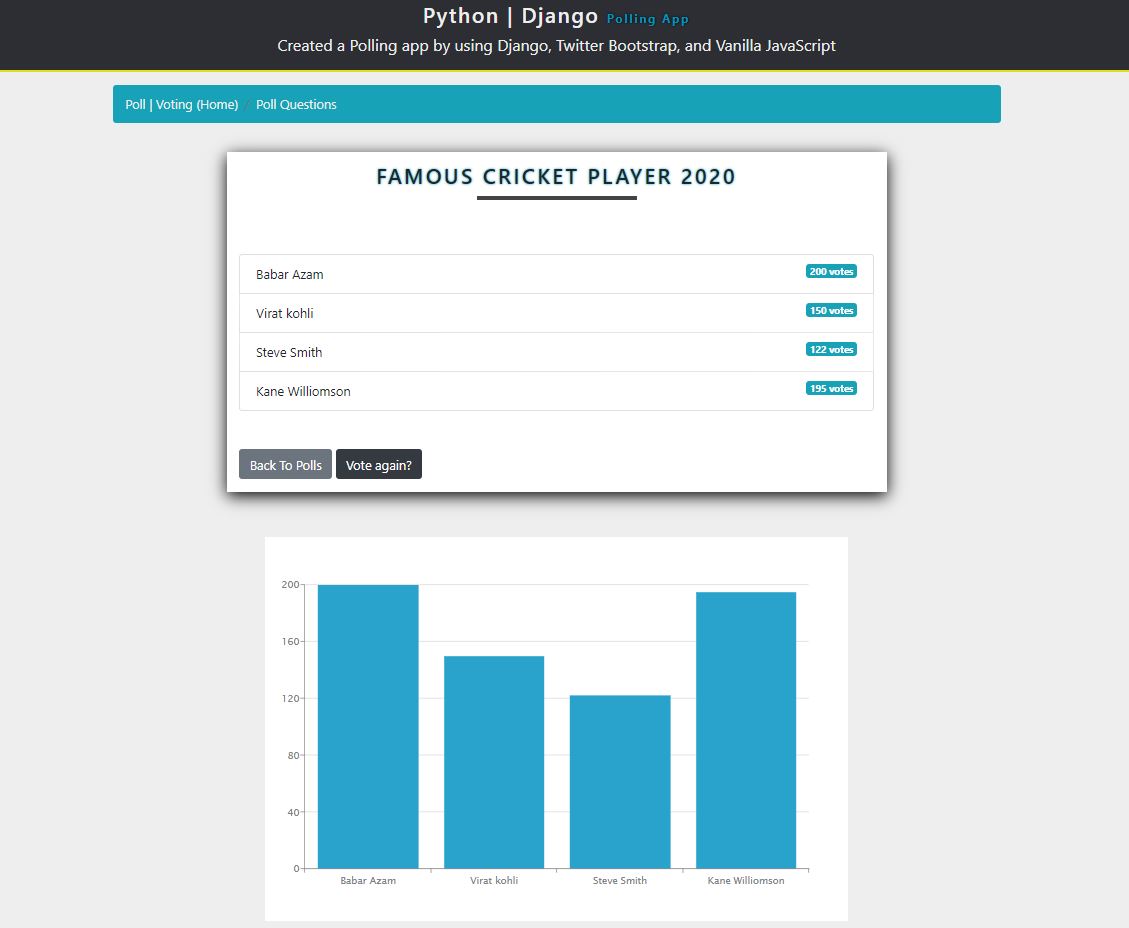 Python | Django Polling App
Created a Polling app by using Django, Twitter Bootstrap, and Vanilla JavaScript
Poll | Voting (Home) / Poll Questions
FAMOUS CRICKET PLAYER 2020
Babar Azam 200 votes
Virat kohli 150 votes
Steve Smith 122 votes
Kane Williomson 195 votes
Back To Polls Vote again?
200
160
120
80
40
0
Babar Azam Virat kohli Steve Smith Kane Williomson